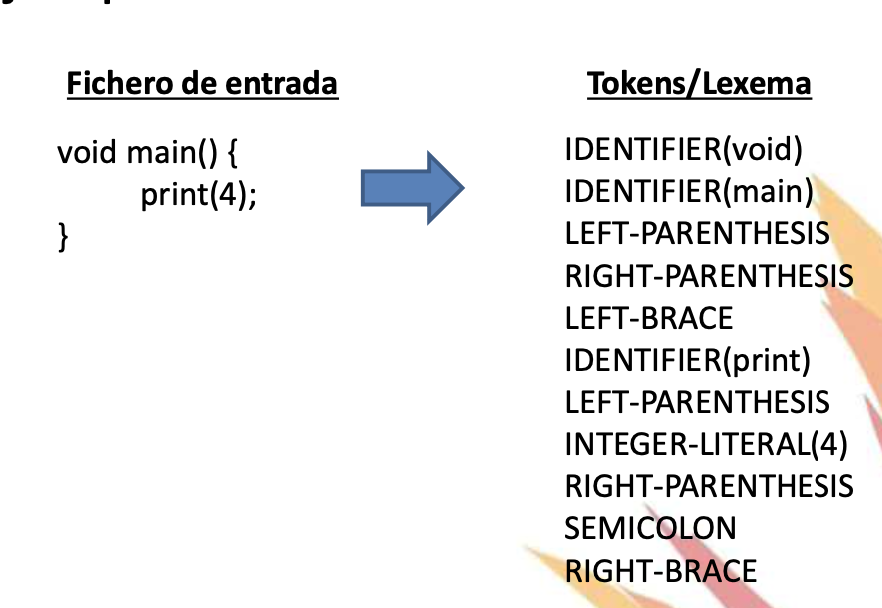 Fichero de entrada
void main() {
print(4);
}
Tokens/Lexema
IDENTIFIER(void)
IDENTIFIER(main)
LEFT-PARENTHESIS
RIGHT-PARENTHESIS
LEFT-BRACE
IDENTIFIER(print)
LEFT-PARENTHESIS
INTEGER-LITERAL(4)
RIGHT-PARENTHESIS
SEMICOLON
RIGHT-BRACE